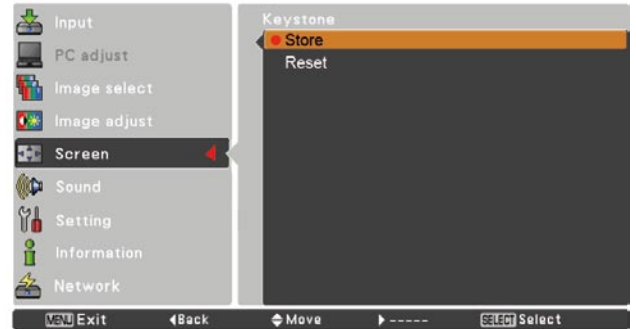 Input
PC adjust
Image select
Image adjust
Screen
Sound
Setting
Information
Network
Keystone
Store
Reset
MENU Exit Back Move ----- SELECT Select